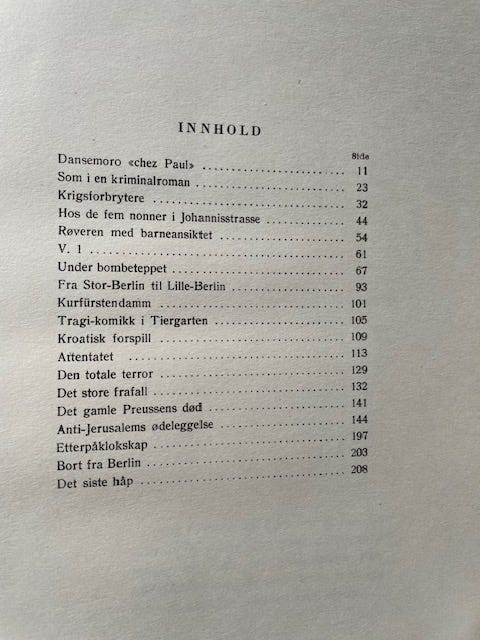 INNHOLD
Side
Dansemoro «chez Paul» 11
Som i en kriminalroman 23
Krigsforbrytere 32
Hos de fem nonner i Johannisstrasse 44
Røveren med barneansiktet 54
V. 1 61
Under bombeteppet 67
Fra Stor-Berlin til Lille-Berlin 93
Kurfürstendamm 101
Tragi-komikk i Tiergarten 105
Kroatisk forspill 109
Attentatet 113
Den totale terror 129
Det store frafall 132
Det gamle Preussens død 141
Anti-Jerusalems ødeleggelse 144
Etterpåklokskap 197
Bort fra Berlin 203
Det siste håp 208